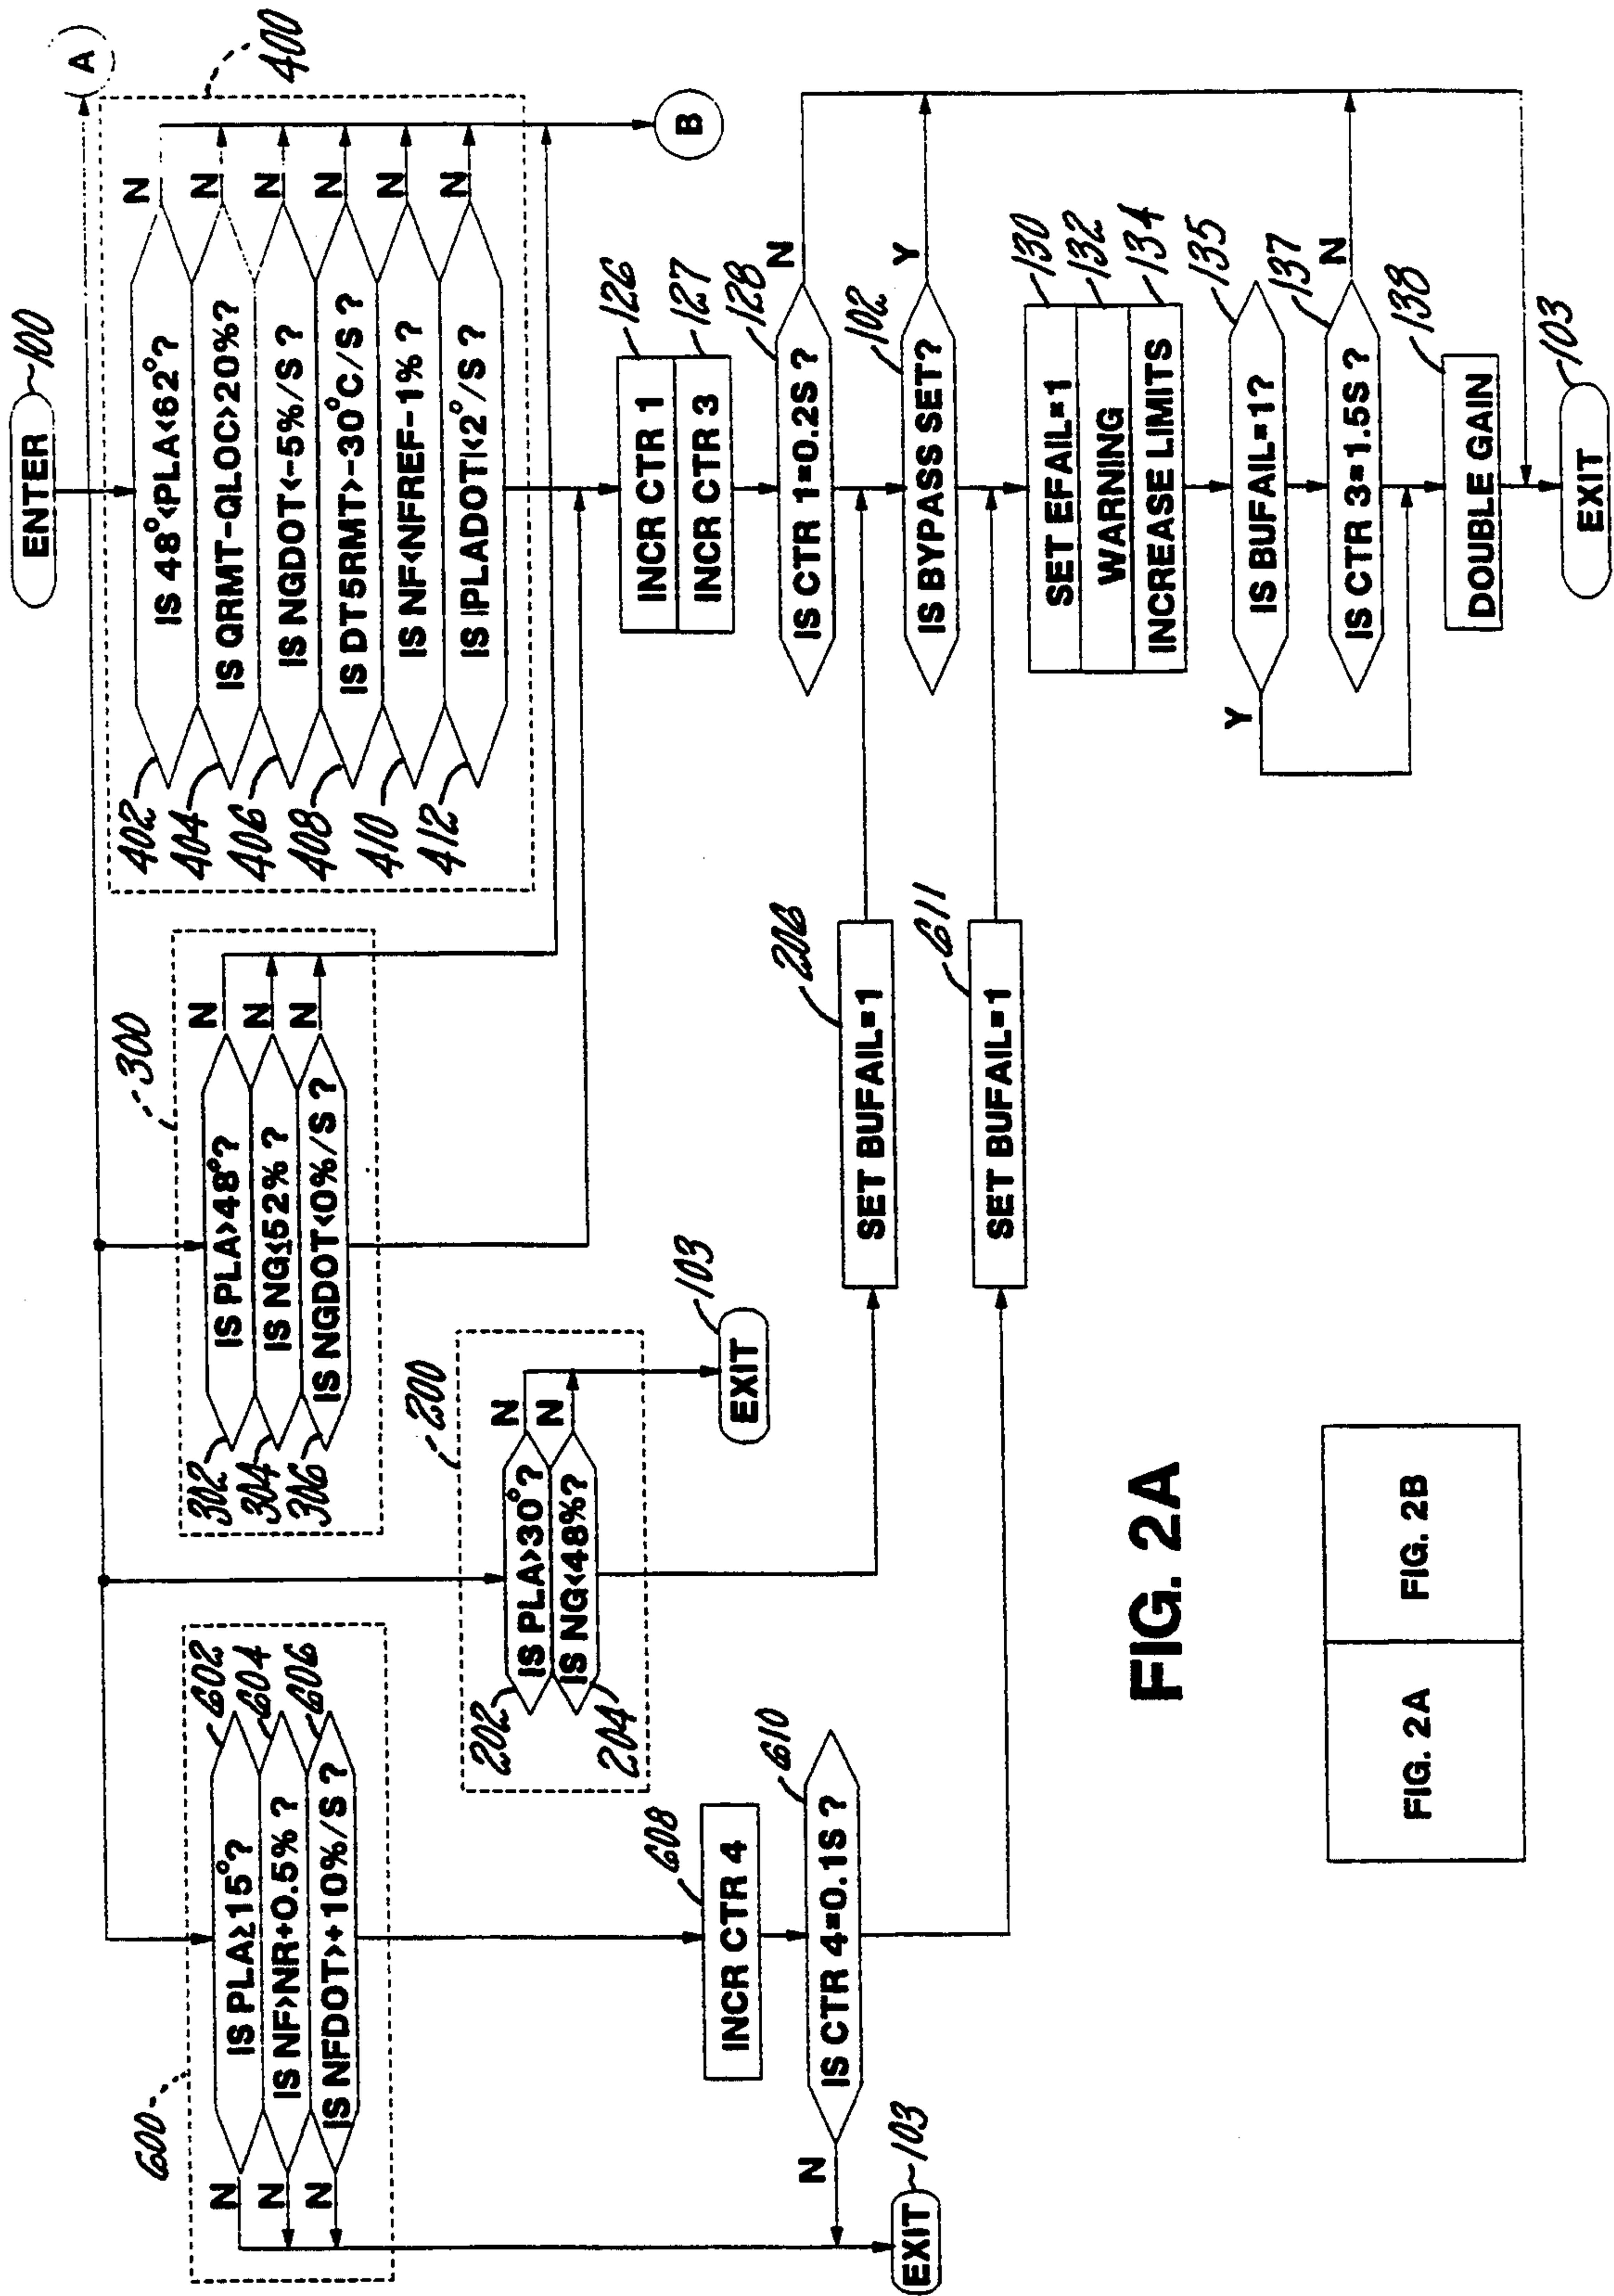 ENTER
100
A
400
402
IS 48°<PLA<62°?
N
404
IS QRMT-QLOC>20%?
N
406
IS NGDOT<-5%/S ?
N
408
IS DT5RMT>-30°C/S ?
N
410
IS NF<NFREF-1% ?
N
412
IS |PLADOT|<2°/S ?
N
B
300
302
IS PLA>48°?
N
304
IS NG≤52% ?
N
306
IS NGDOT<0%/S ?
N
200
202
IS PLA>30°?
N
204
IS NG<48%?
N
EXIT
103
600
602
IS PLA≥15°?
N
604
IS NF>NR+0.5% ?
N
606
IS NFDOT>+10%/S ?
N
INCR CTR 4
608
IS CTR 4=0.1S ?
610
N
EXIT
103
INCR CTR 1
126
INCR CTR 3
127
IS CTR 1=0.2S ?
128
N
SET BUFAIL=1
206
IS BYPASS SET?
102
Y
SET BUFAIL=1
611
SET EFAIL=1
130
WARNING
132
INCREASE LIMITS
134
IS BUFAIL=1?
135
Y
IS CTR 3=1.5S ?
137
N
DOUBLE GAIN
138
EXIT
103
FIG. 2A
FIG. 2A
FIG. 2B